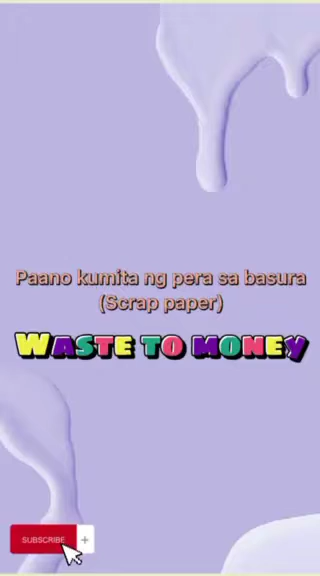 Paano kumita ng pera sa basura
(Scrap paper)
WASTE TO MONEY
SUBSCRIBE +